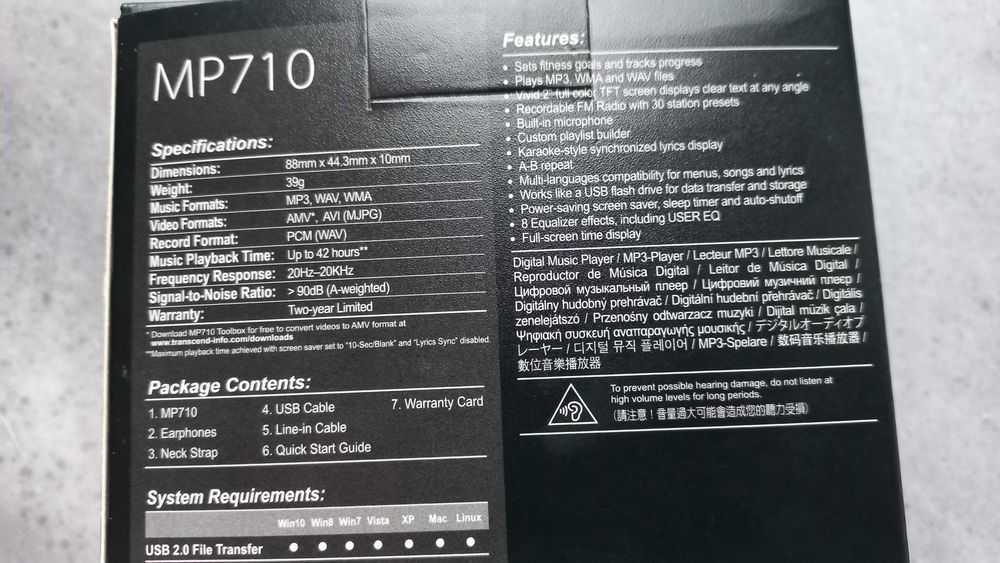 MP710
Specifications:
Dimensions: 88mm x 44.3mm x 10mm
Weight: 39g
Music Formats: MP3, WAV, WMA
Video Formats: AMV*, AVI (MJPG)
Record Format: PCM (WAV)
Music Playback Time: Up to 42 hours**
Frequency Response: 20Hz–20KHz
Signal-to-Noise Ratio: > 90dB (A-weighted)
Warranty: Two-year Limited
* Download MP710 Toolbox for free to convert videos to AMV format at
www.transcend-info.com/downloads
**Maximum playback time achieved with screen saver set to "10-Sec/Blank" and "Lyrics Sync" disabled.
Package Contents:
1. MP710 4. USB Cable 7. Warranty Card
2. Earphones 5. Line-in Cable
3. Neck Strap 6. Quick Start Guide
System Requirements:
Win10 Win8 Win7 Vista XP Mac Linux
USB 2.0 File Transfer • • • • • • •
Features:
• Sets fitness goals and tracks progress
• Plays MP3, WMA and WAV files
• Vivid 2" full color TFT screen displays clear text at any angle
• Recordable FM Radio with 30 station presets
• Built-in microphone
• Custom playlist builder
• Karaoke-style synchronized lyrics display
• A-B repeat
• Multi-languages compatibility for menus, songs and lyrics
• Works like a USB flash drive for data transfer and storage
• Power-saving screen saver, sleep timer and auto-shutoff
• 8 Equalizer effects, including USER EQ
• Full-screen time display
Digital Music Player / MP3-Player / Lecteur MP3 / Lettore Musicale /
Reproductor de Música Digital / Leitor de Música Digital /
Цифровой музыкальный плеер / Цифровий музичний плеєр /
Digitálny hudobný prehrávač / Digitální hudební přehrávač / Digitális
zenelejátszó / Przenośny odtwarzacz muzyki / Dijital müzik çala /
Ψηφιακή συσκευή αναπαραγωγής μουσικής / デジタルオーディオプ
レーヤー / 디지털 뮤직 플레이어 / MP3-Spelare / 数码音乐播放器 /
數位音樂播放器
To prevent possible hearing damage, do not listen at
high volume levels for long periods.
(請注意！音量過大可能會造成您的聽力受損)